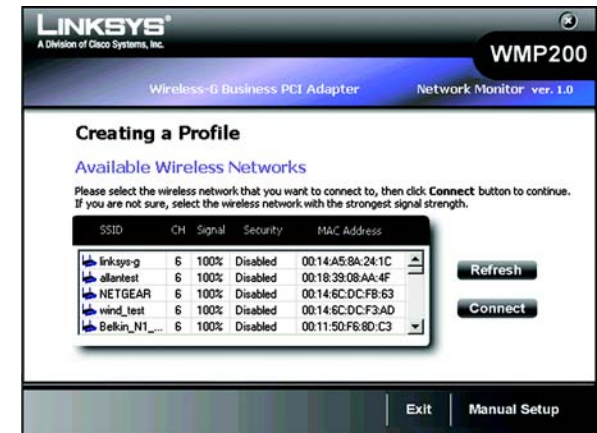 LINKSYS®
A Division of Cisco Systems, Inc.
WMP200
Wireless-G Business PCI Adapter Network Monitor ver. 1.0
Creating a Profile
Available Wireless Networks
Please select the wireless network that you want to connect to, then click Connect button to continue.
If you are not sure, select the wireless network with the strongest signal strength.
SSID CH Signal Security MAC Address
linksys-g 6 100% Disabled 00:14:A5:8A:24:1C
allantest 6 100% Disabled 00:18:39:08:AA:4F
NETGEAR 6 100% Disabled 00:14:6C:DC:FB:63
wind_test 6 100% Disabled 00:14:6C:DC:F3:AD
Belkin_N1_... 6 100% Disabled 00:11:50:F6:8D:C3
Refresh
Connect
Exit Manual Setup